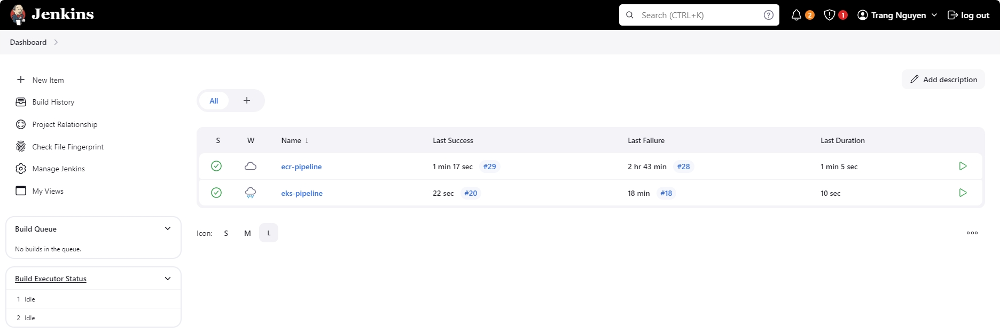 Jenkins
Search (CTRL+K)
?
2
1
Trang Nguyen
log out
Dashboard
New Item
Build History
Project Relationship
Check File Fingerprint
Manage Jenkins
My Views
Build Queue
No builds in the queue.
Build Executor Status
1 Idle
2 Idle
Add description
All +
S W Name ↓ Last Success Last Failure Last Duration
ecr-pipeline 1 min 17 sec #29 2 hr 43 min #28 1 min 5 sec
eks-pipeline 22 sec #20 18 min #18 10 sec
Icon: S M L